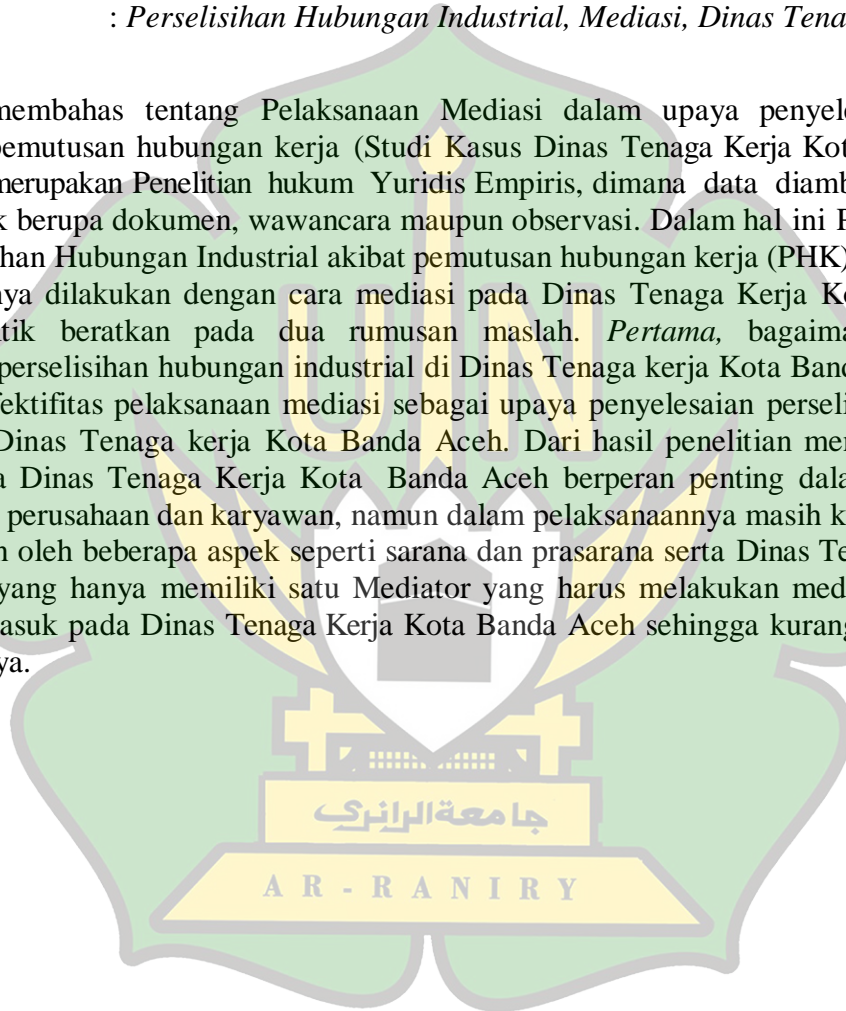 : Perselisihan Hubungan Industrial, Mediasi, Dinas Tena
membahas tentang Pelaksanaan Mediasi dalam upaya penyele
pemutusan hubungan kerja (Studi Kasus Dinas Tenaga Kerja Kot
merupakan Penelitian hukum Yuridis Empiris, dimana data diamb
k berupa dokumen, wawancara maupun observasi. Dalam hal ini P
han Hubungan Industrial akibat pemutusan hubungan kerja (PHK)
nya dilakukan dengan cara mediasi pada Dinas Tenaga Kerja K
tik beratkan pada dua rumusan maslah. Pertama, bagaima
perselisihan hubungan industrial di Dinas Tenaga kerja Kota Band
fektifitas pelaksanaan mediasi sebagai upaya penyelesaian perseli
Dinas Tenaga kerja Kota Banda Aceh. Dari hasil penelitian men
a Dinas Tenaga Kerja Kota Banda Aceh berperan penting dala
perusahaan dan karyawan, namun dalam pelaksanaannya masih k
n oleh beberapa aspek seperti sarana dan prasarana serta Dinas Te
yang hanya memiliki satu Mediator yang harus melakukan med
asuk pada Dinas Tenaga Kerja Kota Banda Aceh sehingga kurang
ya.
UIN
جامعة الرانري
AR-RANIRY